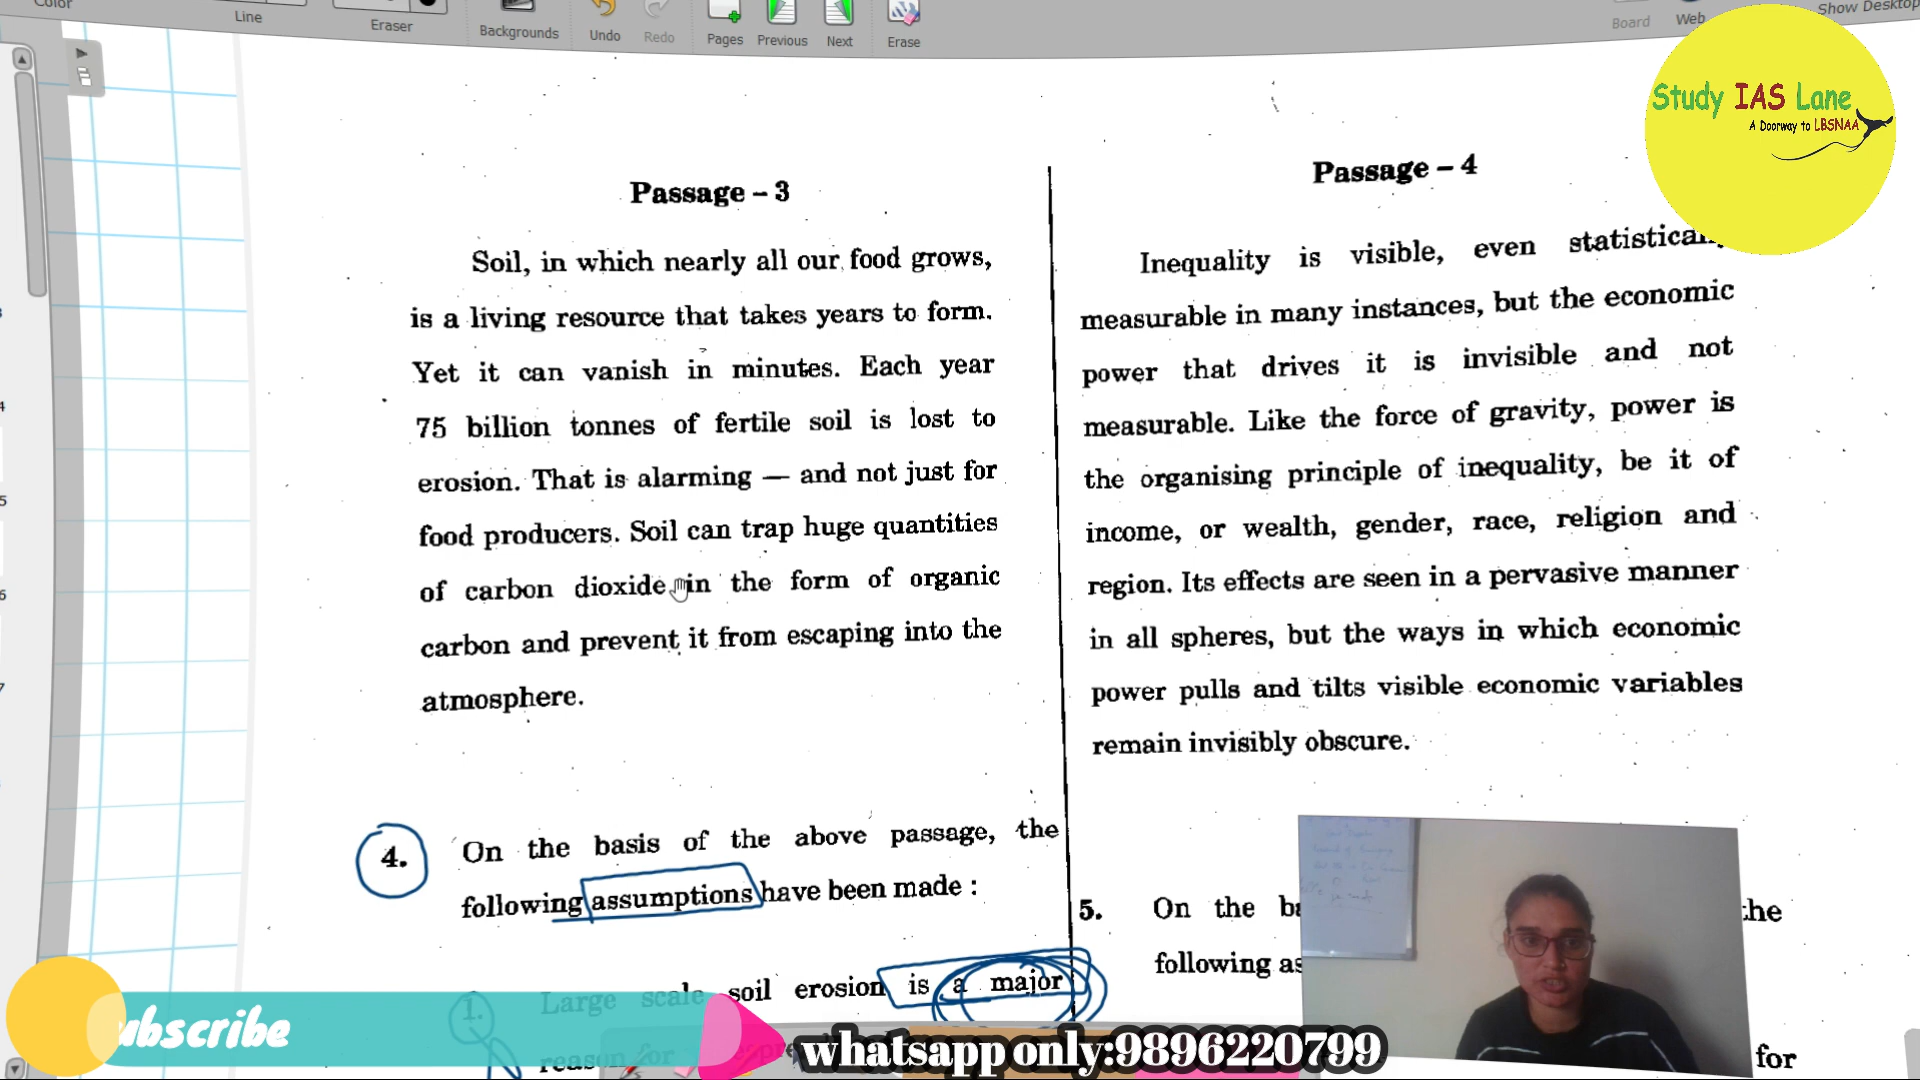 Color
Line
Eraser
Backgrounds
Undo
Redo
Pages
Previous
Next
Erase
Board
Web
Show Desktop
Study IAS Lane
A Doorway to LBSNAA
Passage – 3
Soil, in which nearly all our food grows,
is a living resource that takes years to form.
Yet it can vanish in minutes. Each year
75 billion tonnes of fertile soil is lost to
erosion. That is alarming — and not just for
food producers. Soil can trap huge quantities
of carbon dioxide in the form of organic
carbon and prevent it from escaping into the
atmosphere.
4. On the basis of the above passage, the
following assumptions have been made :
1. Large scale soil erosion is a major
reason for
Passage – 4
Inequality is visible, even
measurable in many instances, but the economic
power that drives it is invisible and not
measurable. Like the force of gravity, power is
the organising principle of inequality, be it of
income, or wealth, gender, race, religion and
region. Its effects are seen in a pervasive manner
in all spheres, but the ways in which economic
power pulls and tilts visible economic variables
remain invisibly obscure.
5. On the the
following
for
ubscribe
whatsapp only:9896220799